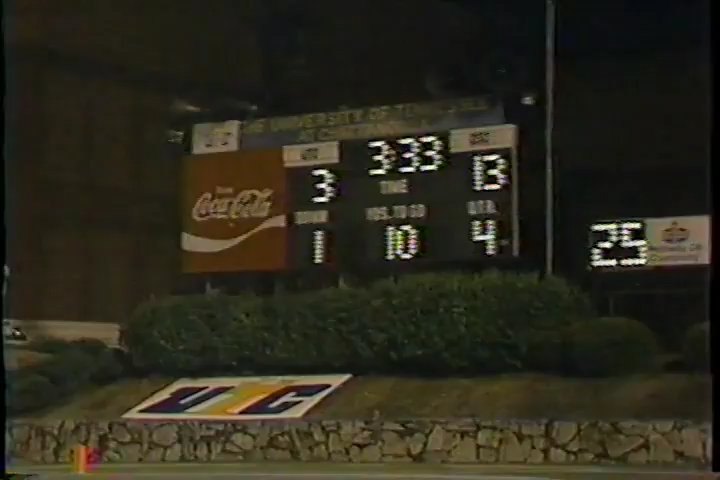 THE UNIVERSITY OF TENNESSEE
AT CHATTANOOGA
UTC
3:33
3
TIME
13
Coca-Cola
DOWN YDS. TO GO QTR.
1 10 4
25
UTC